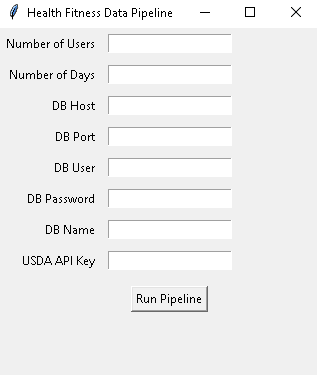 Health Fitness Data Pipeline
Number of Users
Number of Days
DB Host
DB Port
DB User
DB Password
DB Name
USDA API Key
Run Pipeline